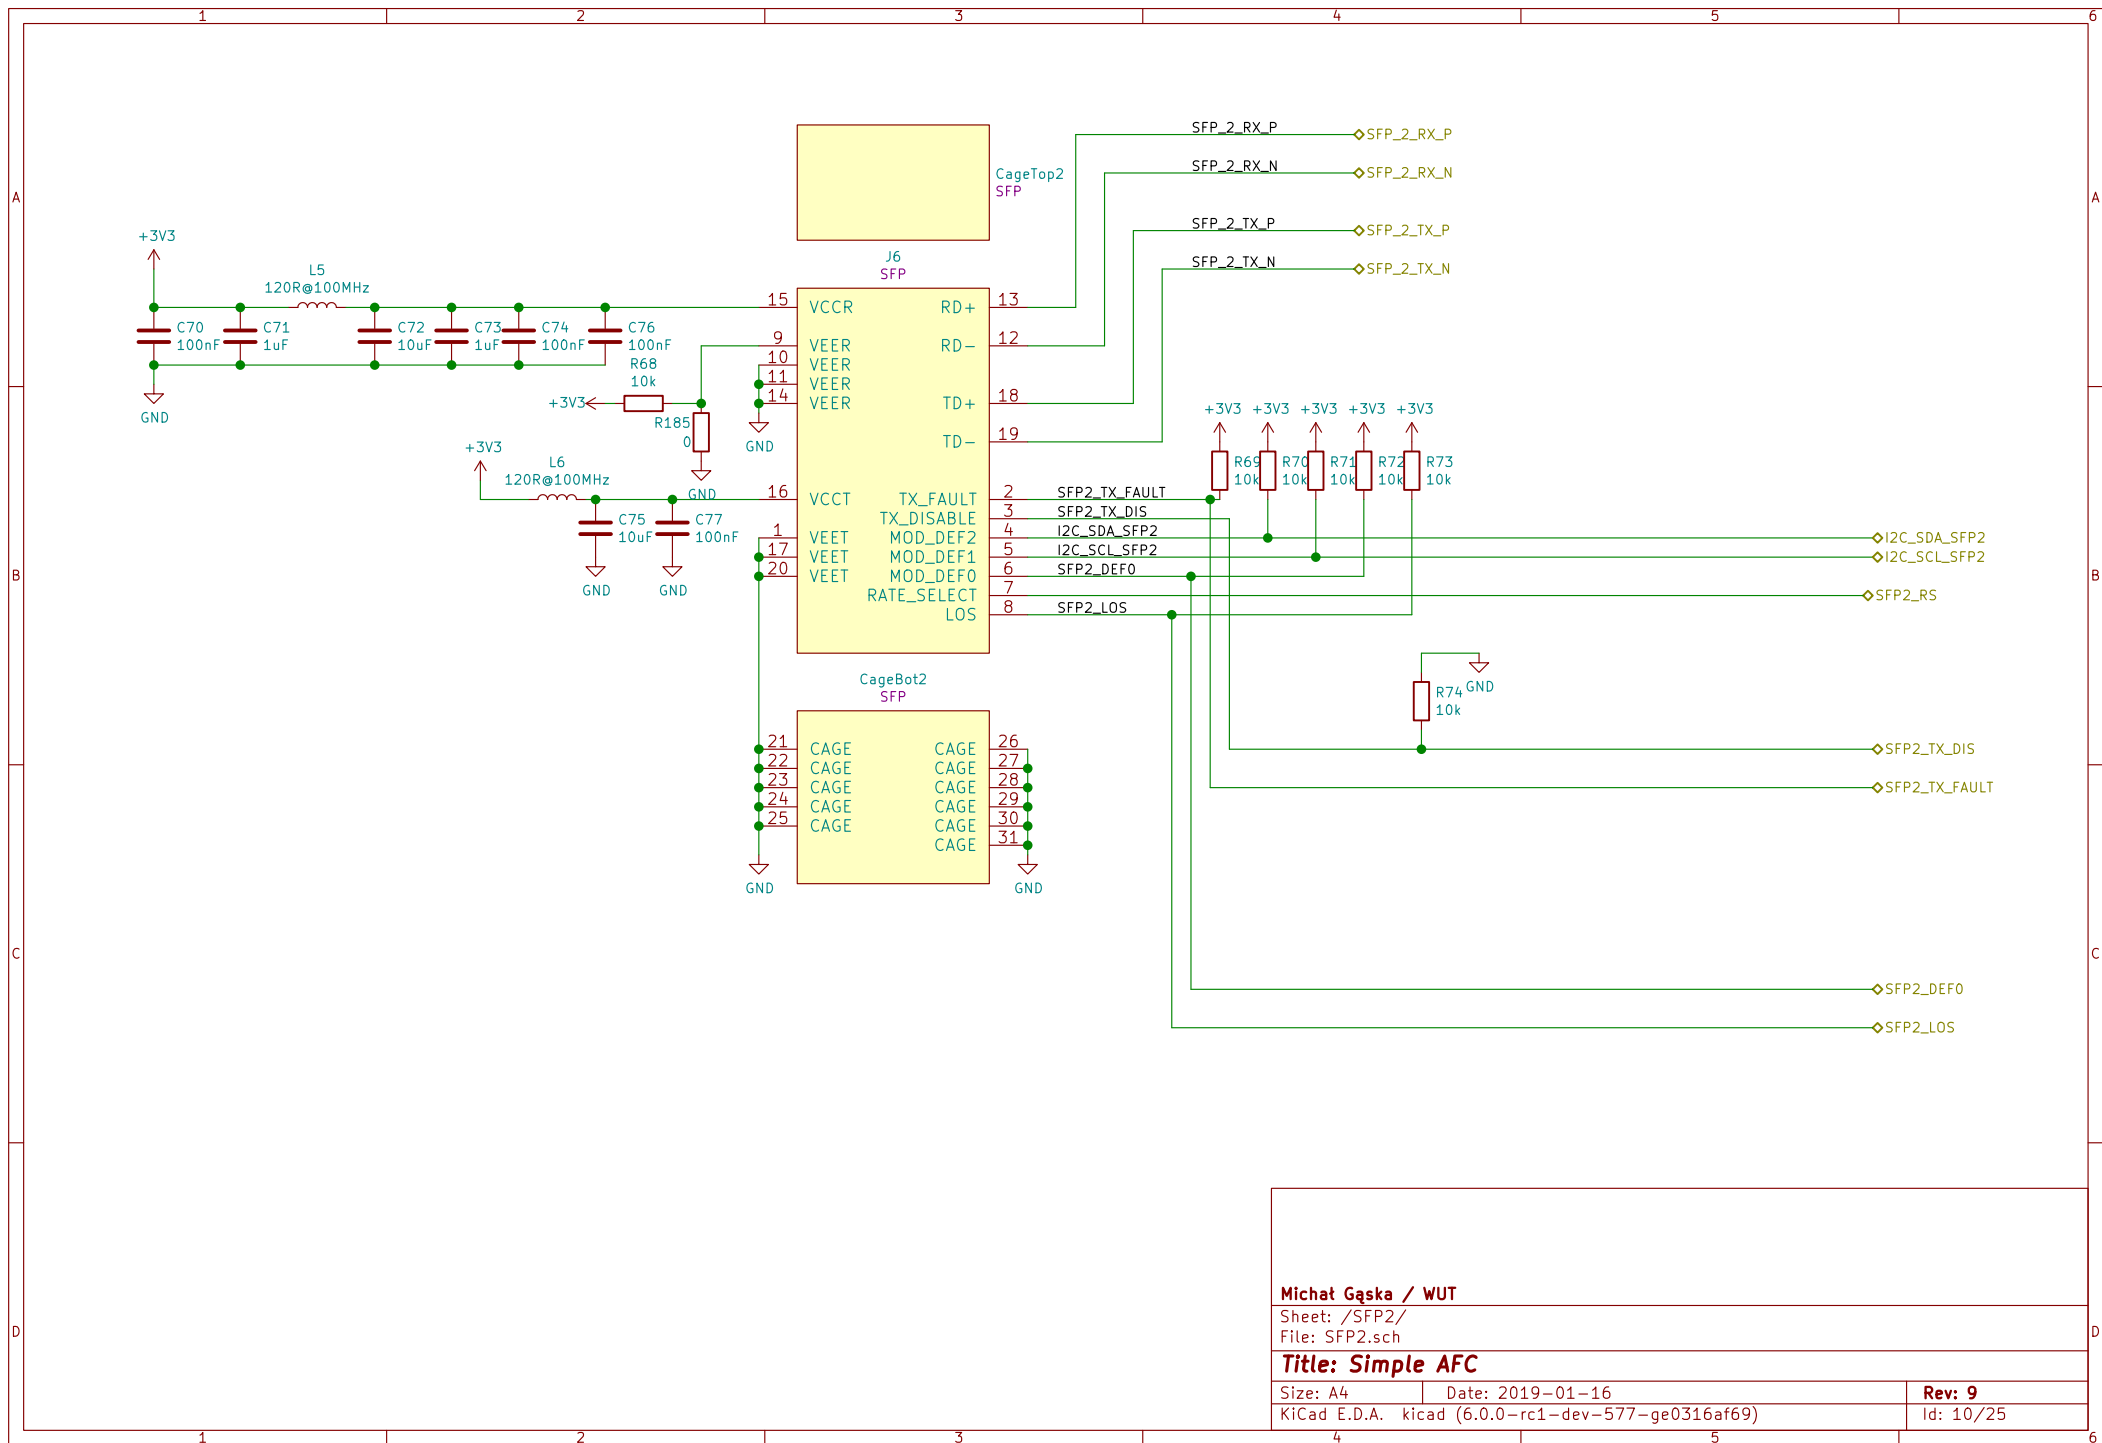 1 2 3 4 5 6
A A
B B
C C
D D
SFP_2_RX_P SFP_2_RX_P
SFP_2_RX_N SFP_2_RX_N
SFP_2_TX_P SFP_2_TX_P
SFP_2_TX_N SFP_2_TX_N
CageTop2
SFP
+3V3
L5
120R@100MHz
C70
100nF
C71
1uF
C72
10uF
C73
1uF
C74
100nF
C76
100nF
GND
R68
10k
+3V3
R185
0
GND
GND
+3V3
L6
120R@100MHz
C75
10uF
C77
100nF
GND
GND
J6
SFP
15 VCCR RD+ 13
9 VEER RD- 12
10 VEER
11 VEER
14 VEER TD+ 18
TD- 19
16 VCCT TX_FAULT 2
TX_DISABLE 3
1 VEET MOD_DEF2 4
17 VEET MOD_DEF1 5
20 VEET MOD_DEF0 6
RATE_SELECT 7
LOS 8
SFP2_TX_FAULT
SFP2_TX_DIS
I2C_SDA_SFP2
I2C_SCL_SFP2
SFP2_DEF0
SFP2_LOS
+3V3 +3V3 +3V3 +3V3 +3V3
R69 R70 R71 R72 R73
10k 10k 10k 10k 10k
I2C_SDA_SFP2
I2C_SCL_SFP2
SFP2_RS
GND
R74
10k
SFP2_TX_DIS
SFP2_TX_FAULT
SFP2_DEF0
SFP2_LOS
CageBot2
SFP
21 CAGE CAGE 26
22 CAGE CAGE 27
23 CAGE CAGE 28
24 CAGE CAGE 29
25 CAGE CAGE 30
CAGE 31
GND GND
Michał Gąska / WUT
Sheet: /SFP2/
File: SFP2.sch
Title: Simple AFC
Size: A4 Date: 2019-01-16 Rev: 9
KiCad E.D.A. kicad (6.0.0-rc1-dev-577-ge0316af69) Id: 10/25
1 2 3 4 5 6